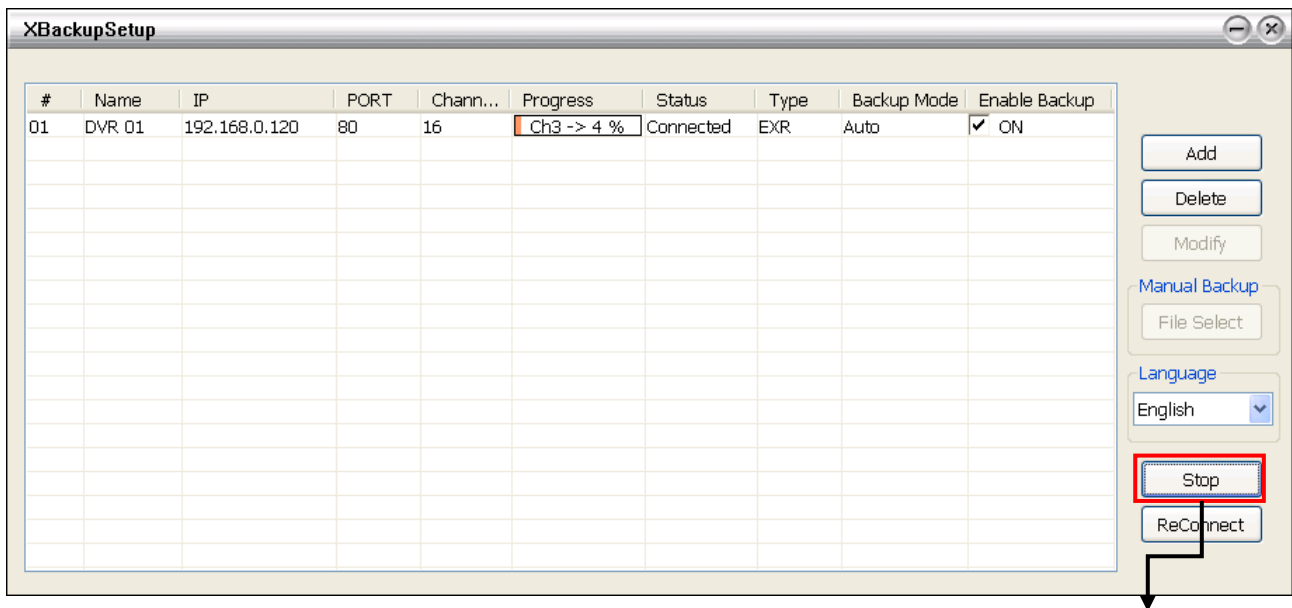 XBackupSetup
# Name IP PORT Chann... Progress Status Type Backup Mode Enable Backup
01 DVR 01 192.168.0.120 80 16 Ch3 -> 4 % Connected EXR Auto ON
Add
Delete
Modify
Manual Backup
File Select
Language
English
Stop
ReConnect